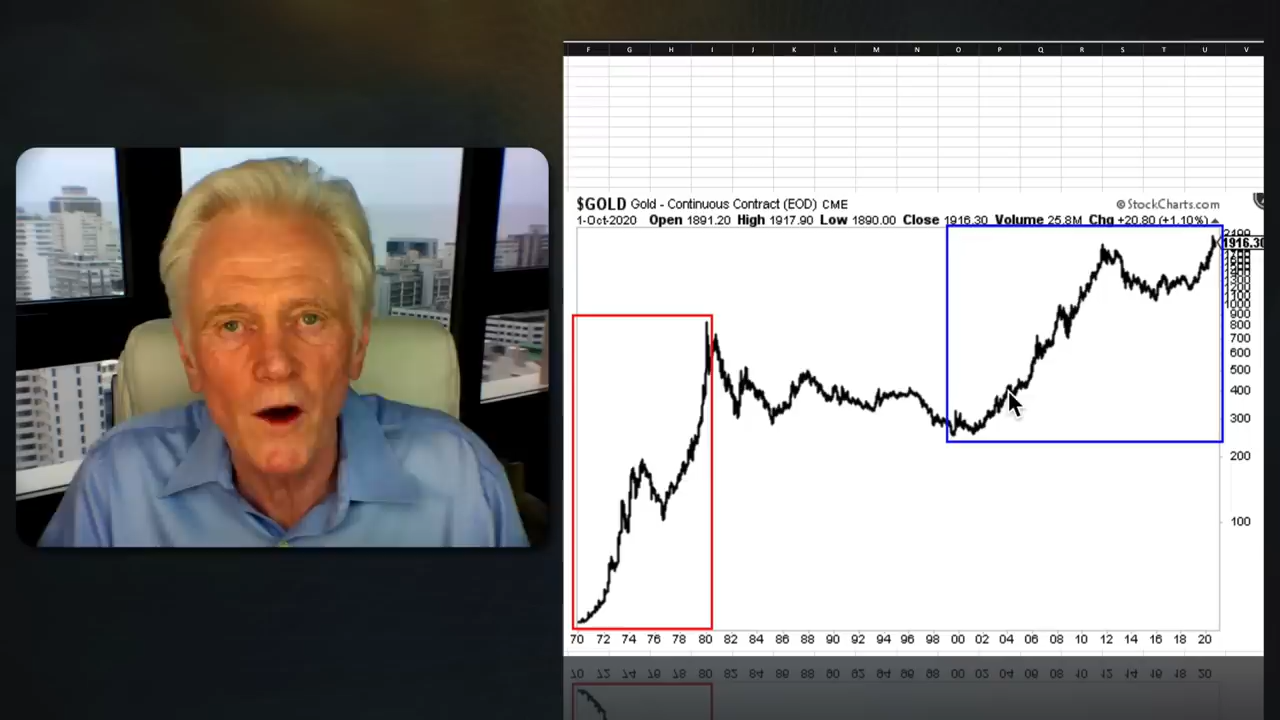 F G H I J K L M N O P Q R S T U V
$GOLD Gold - Continuous Contract (EOD) CME
© StockCharts.com
1-Oct-2020 Open 1891.20 High 1917.90 Low 1890.00 Close 1916.30 Volume 25.8M Chg +20.80 (+1.10%)
1916.30
900
800
700
600
500
400
300
200
100
70 72 74 76 78 80 82 84 86 88 90 92 94 96 98 00 02 04 06 08 10 12 14 16 18 20